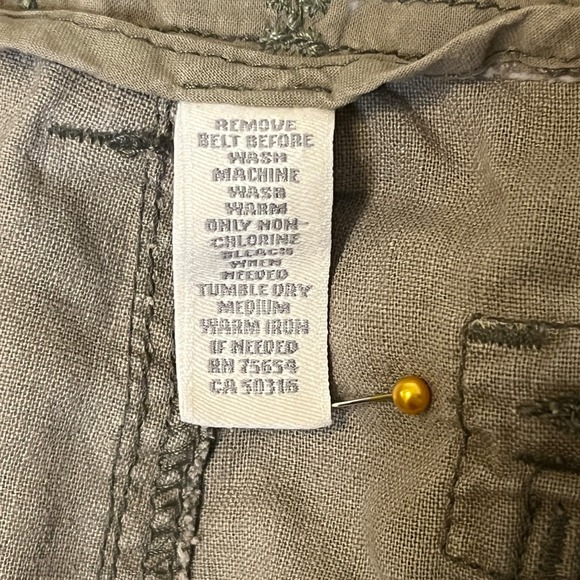 REMOVE
BELT BEFORE
WASH
MACHINE
WASH
WARM
ONLY NON-
CHLORINE
BLEACH
WHEN
NEEDED
TUMBLE DRY
MEDIUM
WARM IRON
IF NEEDED
RN 75654
CA 50316